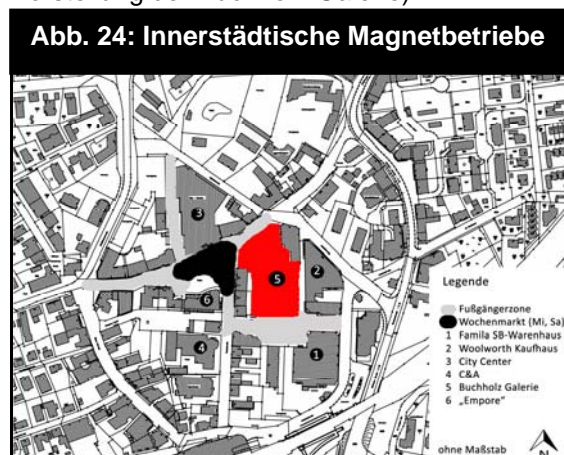 Abb. 24: Innerstädtische Magnetbetriebe
3
2
5
6
4
1
Legende
Fußgängerzone
Wochenmarkt (Mi, Sa)
1 Famila SB-Warenhaus
2 Woolworth Kaufhaus
3 City Center
4 C&A
5 Buchholz Galerie
6 „Empore"
ohne Maßstab
N